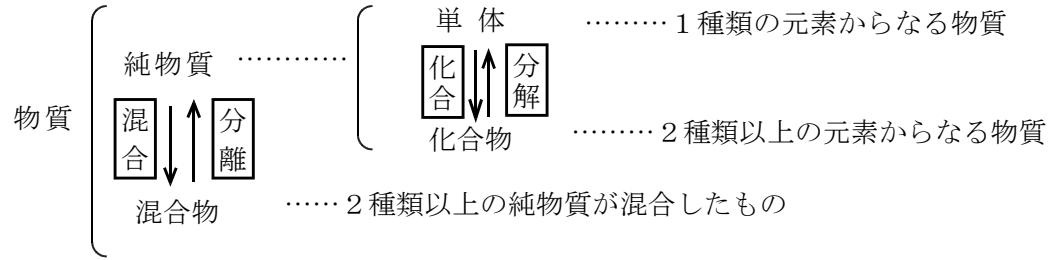 単体 ………１種類の元素からなる物質
純物質 …………
化合 分解
物質
混合 分離
化合物 ………２種類以上の元素からなる物質
混合物 ……２種類以上の純物質が混合したもの